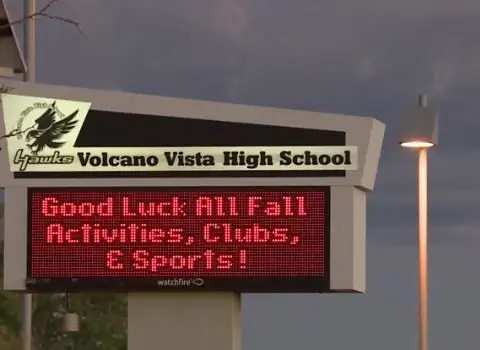 Hawks
Volcano Vista High School
Good Luck All Fall
Activities, Clubs,
& Sports!
watchfire